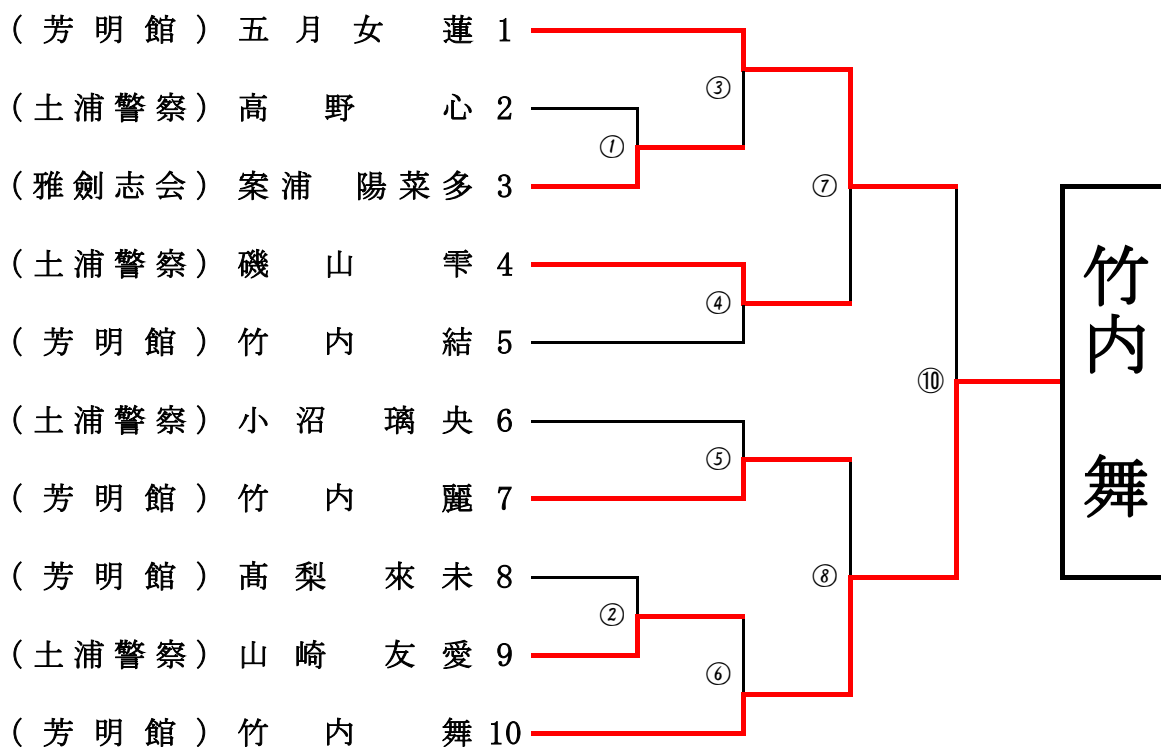 (芳明館) 五月女 蓮 1
(土浦警察) 高野 心 2
(雅劍志会) 案浦 陽菜多 3
(土浦警察) 磯山 雫 4
(芳明館) 竹内 結 5
(土浦警察) 小沼 璃央 6
(芳明館) 竹内 麗 7
(芳明館) 髙梨 來未 8
(土浦警察) 山崎 友愛 9
(芳明館) 竹内 舞 10
①
②
③
④
⑤
⑥
⑦
⑧
⑩
竹内 舞